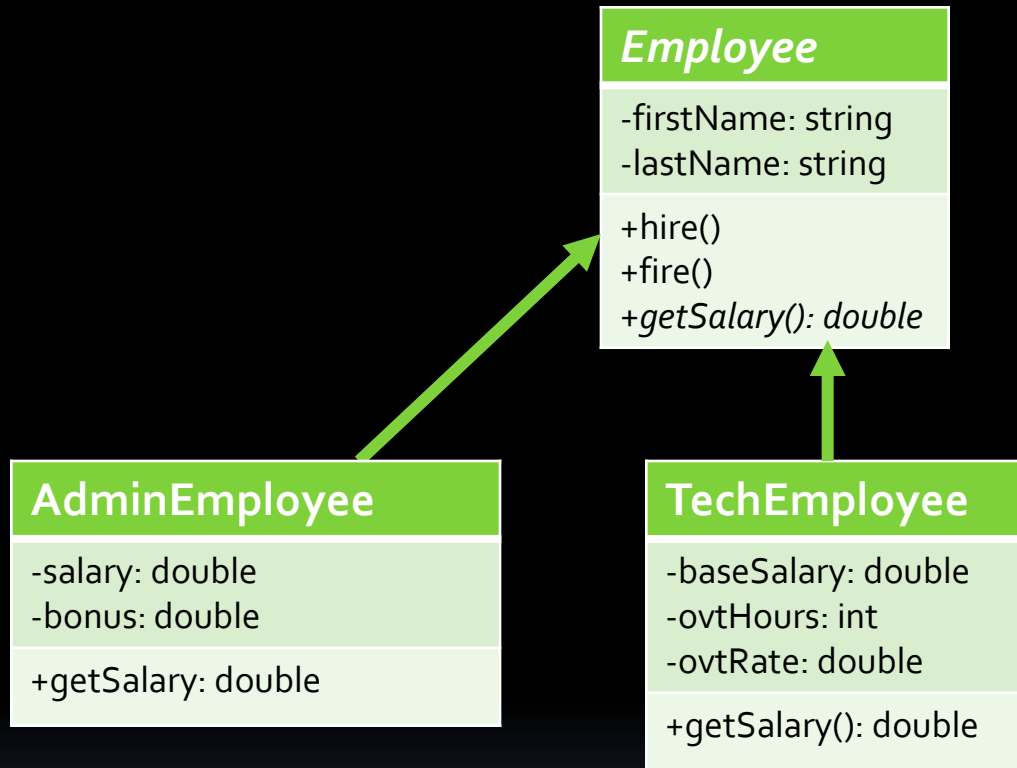 Employee
-firstName: string
-lastName: string
+hire()
+fire()
+getSalary(): double
AdminEmployee
-salary: double
-bonus: double
+getSalary: double
TechEmployee
-baseSalary: double
-ovtHours: int
-ovtRate: double
+getSalary(): double